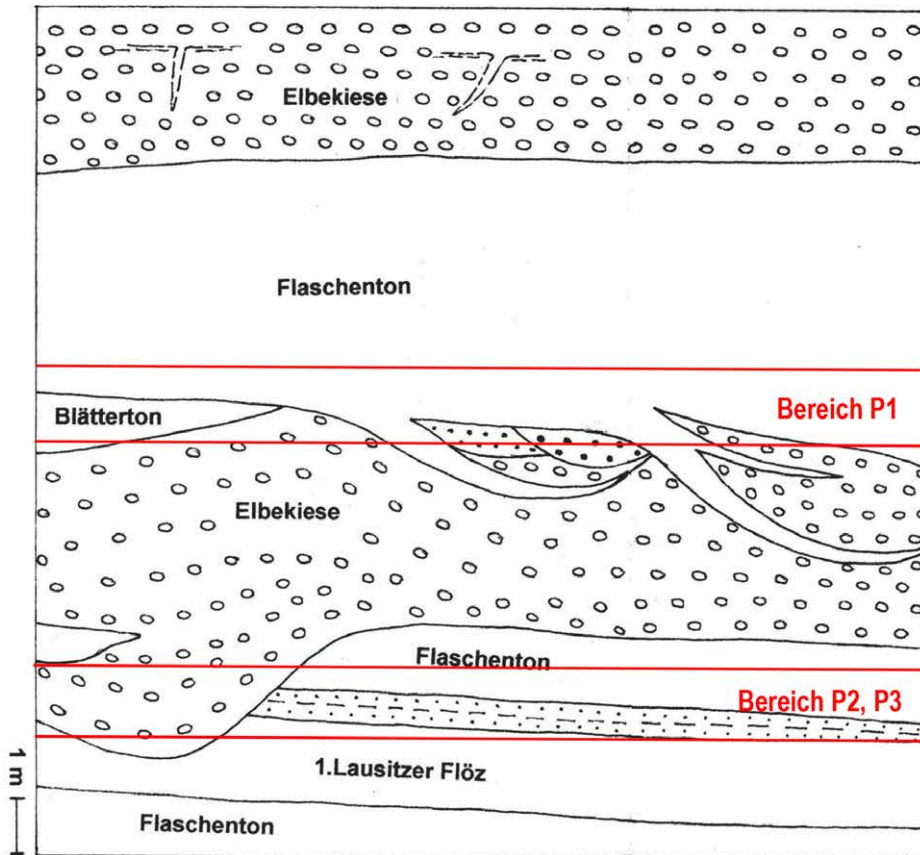 Elbekiese
Flaschenton
Bereich P1
Blätterton
Elbekiese
Flaschenton
Bereich P2, P3
1.Lausitzer Flöz
1 m
Flaschenton